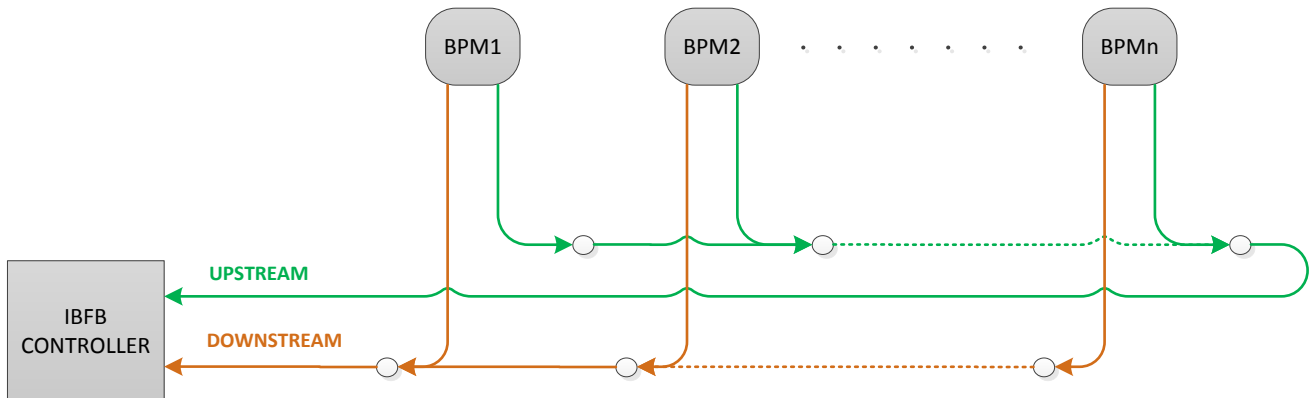 BPM1
BPM2
BPMn
UPSTREAM
IBFB
CONTROLLER
DOWNSTREAM